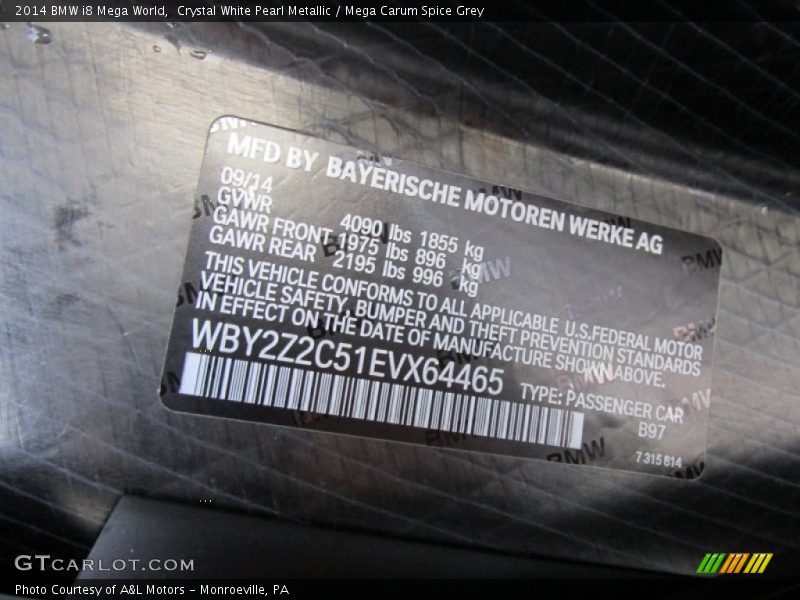 2014 BMW i8 Mega World, Crystal White Pearl Metallic / Mega Carum Spice Grey
MFD BY BAYERISCHE MOTOREN WERKE AG
09/14
GVWR 4090 lbs 1855 kg
GAWR FRONT 1975 lbs 896 kg
GAWR REAR 2195 lbs 996 kg
THIS VEHICLE CONFORMS TO ALL APPLICABLE U.S.FEDERAL MOTOR
VEHICLE SAFETY, BUMPER AND THEFT PREVENTION STANDARDS
IN EFFECT ON THE DATE OF MANUFACTURE SHOWN ABOVE.
WBY2Z2C51EVX64465
TYPE: PASSENGER CAR
B97
7 315 814
GTCARLOT.COM
Photo Courtesy of A&L Motors - Monroeville, PA